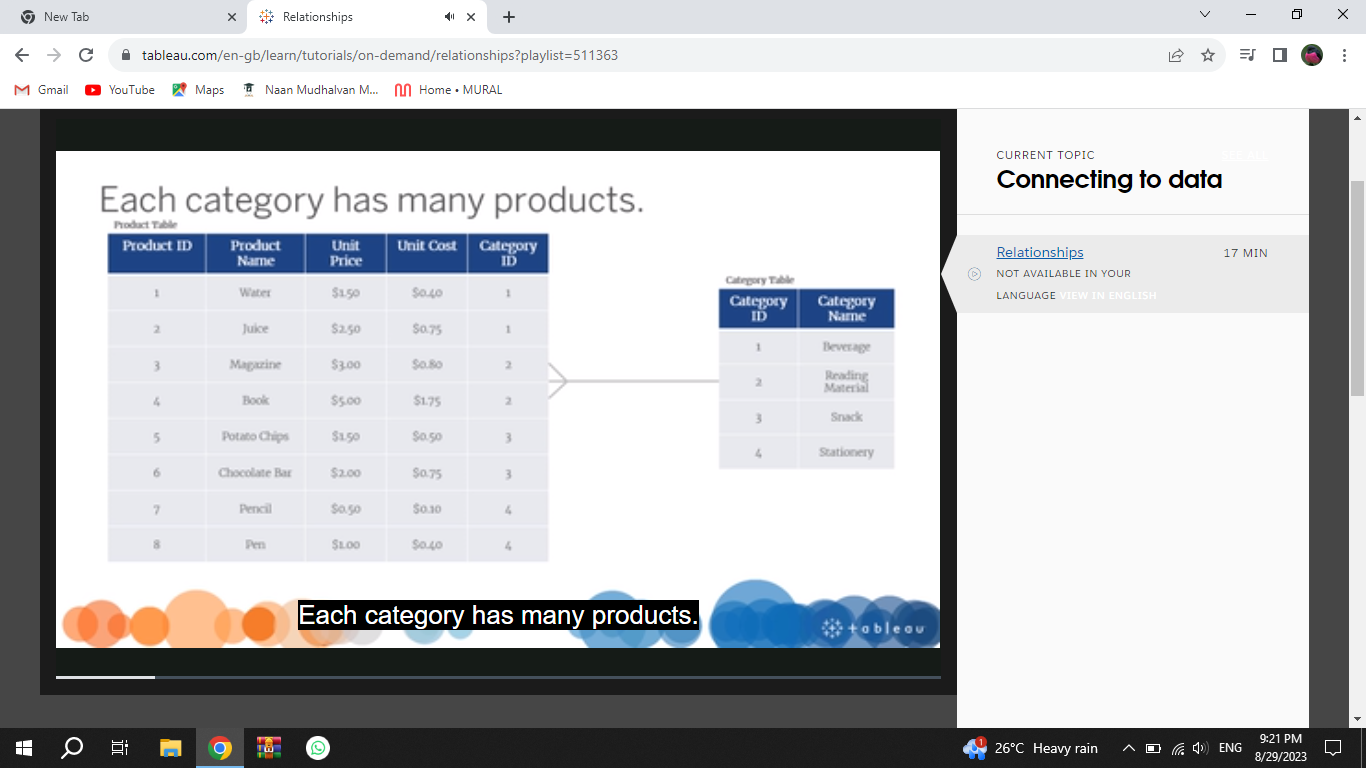 New Tab
Relationships
tableau.com/en-gb/learn/tutorials/on-demand/relationships?playlist=511363
Gmail YouTube Maps Naan Mudhalvan M... Home • MURAL
Each category has many products.
Product Table
Product ID Product Name Unit Price Unit Cost Category ID
1 Water $1.50 $0.40 1
2 Juice $2.50 $0.75 1
3 Magazine $3.00 $0.80 2
4 Book $5.00 $1.75 2
5 Potato Chips $1.50 $0.50 3
6 Chocolate Bar $2.00 $0.75 3
7 Pencil $0.50 $0.10 4
8 Pen $1.00 $0.40 4
Category Table
Category ID Category Name
1 Beverage
2 Reading Material
3 Snack
4 Stationery
Each category has many products.
tableau
CURRENT TOPIC SEE ALL
Connecting to data
Relationships 17 MIN
NOT AVAILABLE IN YOUR
LANGUAGE VIEW IN ENGLISH
1
26°C Heavy rain
ENG
9:21 PM
8/29/2023